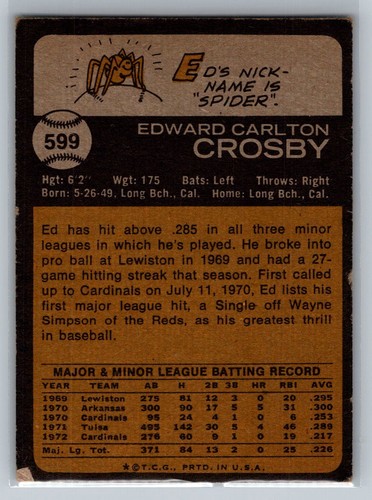 ED'S NICK-
NAME IS
"SPIDER".
599
EDWARD CARLTON
CROSBY
Hgt: 6'2" Wgt: 175 Bats: Left Throws: Right
Born: 5-26-49, Long Bch., Cal. Home: Long Bch., Cal.
Ed has hit above .285 in all three minor
leagues in which he's played. He broke into
pro ball at Lewiston in 1969 and had a 27-
game hitting streak that season. First called
up to Cardinals on July 11, 1970, Ed lists his
first major league hit, a Single off Wayne
Simpson of the Reds, as his greatest thrill
in baseball.
MAJOR & MINOR LEAGUE BATTING RECORD
YEAR TEAM AB H 2B 3B HR RBI AVG
1969 Lewiston 275 81 12 3 0 20 .295
1970 Arkansas 300 90 17 5 5 31 .300
1970 Cardinals 95 24 4 1 0 6 .253
1971 Tulsa 495 142 30 5 4 46 .289
1972 Cardinals 276 60 9 1 0 19 .217
Maj. Lg. Tot. 371 84 13 2 0 25 .226
★©T.C.G., PRTD. IN U.S.A.